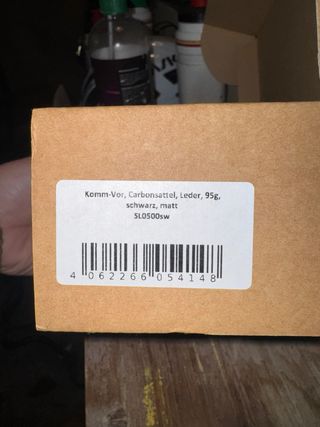 Komm-Vor, Carbonsattel, Leder, 95g,
schwarz, matt
SL0500sw
4 062266 054148